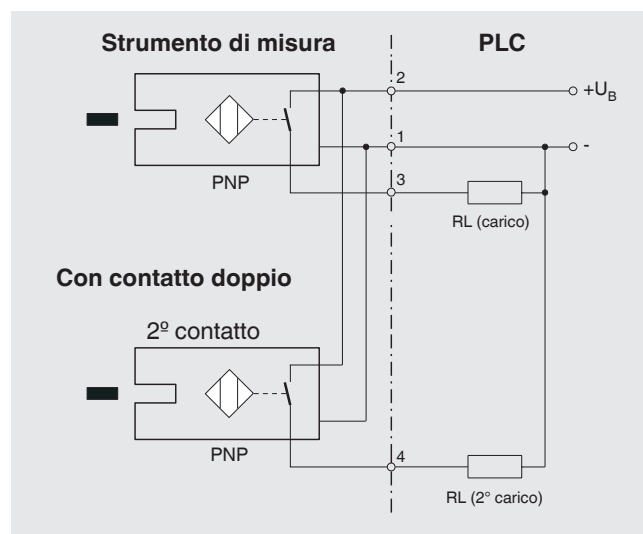 Strumento di misura
PLC
2
+UB
1
-
PNP
3
RL (carico)
Con contatto doppio
2º contatto
PNP
4
RL (2° carico)